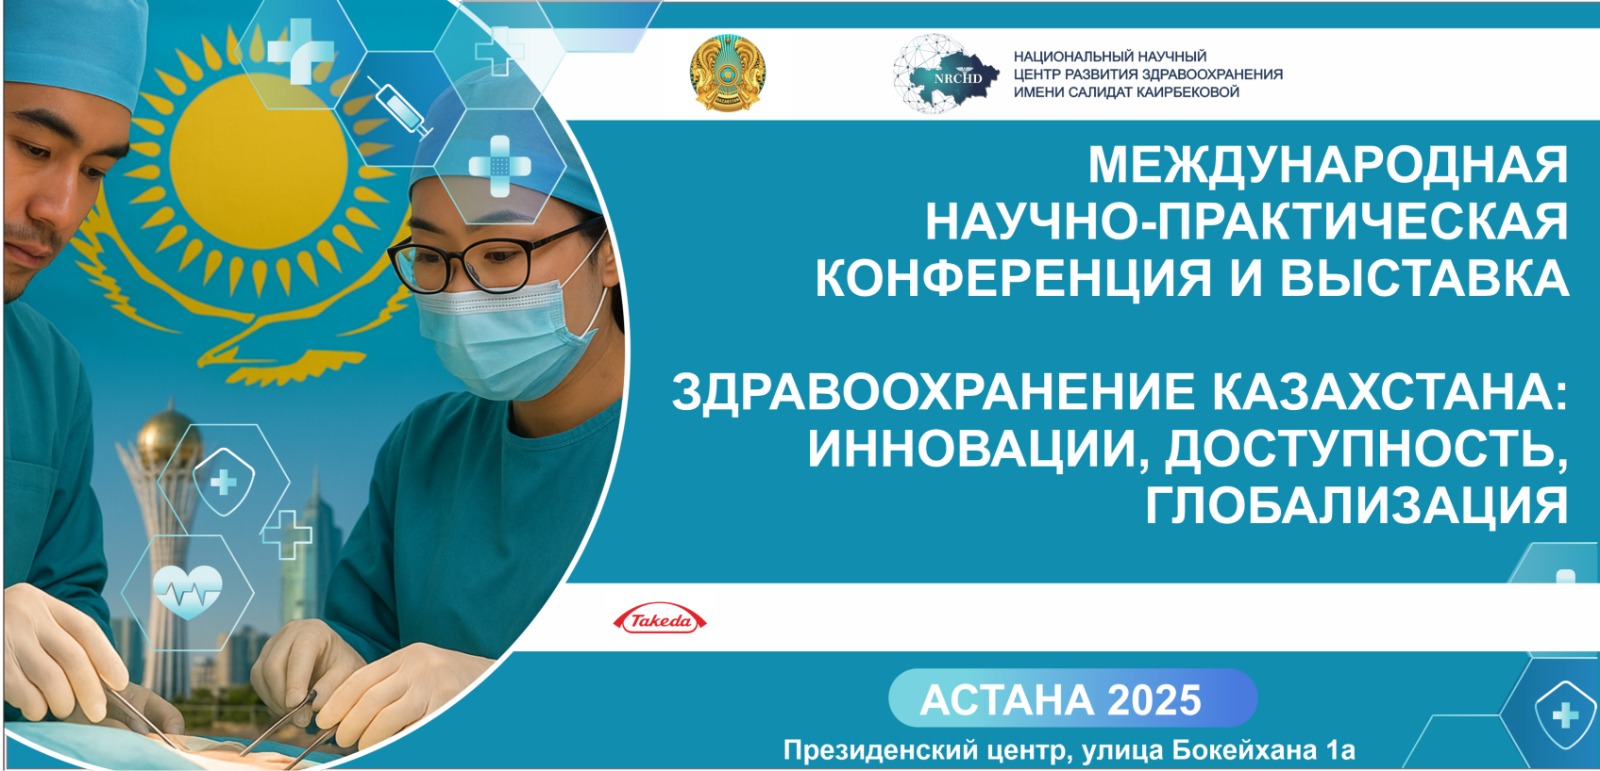 НАЦИОНАЛЬНЫЙ НАУЧНЫЙ
ЦЕНТР РАЗВИТИЯ ЗДРАВООХРАНЕНИЯ
ИМЕНИ САЛИДАТ КАИРБЕКОВОЙ
NRCHD
МЕЖДУНАРОДНАЯ
НАУЧНО-ПРАКТИЧЕСКАЯ
КОНФЕРЕНЦИЯ И ВЫСТАВКА
ЗДРАВООХРАНЕНИЕ КАЗАХСТАНА:
ИННОВАЦИИ, ДОСТУПНОСТЬ,
ГЛОБАЛИЗАЦИЯ
Takeda
АСТАНА 2025
Президенский центр, улица Бокейхана 1а